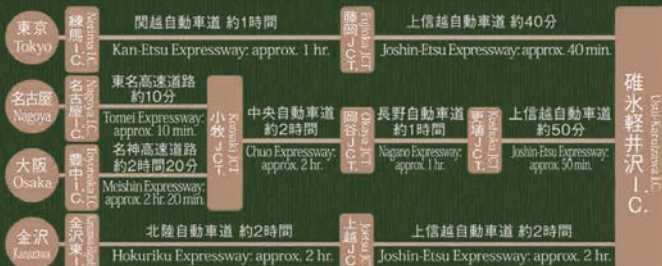 東京
Tokyo
練馬I.C.
Nerima I.C.
関越自動車道 約1時間
Kan-Etsu Expressway: approx. 1 hr.
藤岡JCT.
Fujioka JCT
上信越自動車道 約40分
Joshin-Etsu Expressway: approx. 40 min.
名古屋
Nagoya
名古屋I.C.
Nagoya I.C.
東名高速道路
約10分
Tomei Expressway:
approx. 10 min.
大阪
Osaka
豊中I.C.
Toyonaka I.C.
名神高速道路
約2時間20分
Meishin Expressway:
approx. 2 hr. 20 min.
小牧JCT.
Komaki JCT
中央自動車道
約2時間
Chuo Expressway:
approx. 2 hr.
岡谷JCT.
Okaya JCT
長野自動車道
約1時間
Nagano Expressway:
approx. 1 hr.
更埴JCT.
Koshoku JCT
上信越自動車道
約50分
Joshin-Etsu Expressway:
approx. 50 min.
金沢
Kanazawa
金沢東I.
北陸自動車道 約2時間
Hokuriku Expressway: approx. 2 hr.
上越JC
Joetsu JCT
上信越自動車道 約2時間
Joshin-Etsu Expressway: approx. 2 hr.
碓氷軽井沢I.C.
Usui-Karuizawa I.C.